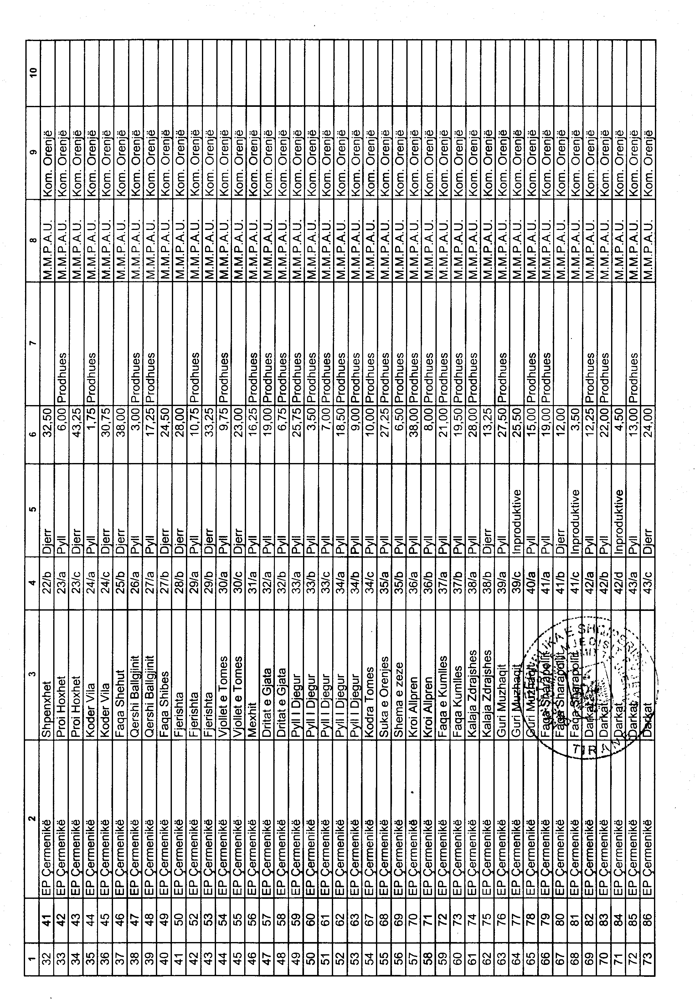 1 2 3 4 5 6 7 8 9 10
32 41 EP Çermenikë Shpenxhet 22/b Djerr 32,50 M.M.P.A.U. Kom. Orenjë
33 42 EP Çermenikë Proi Hoxhet 23/a Pyll 6,00 Prodhues M.M.P.A.U. Kom. Orenjë
34 43 EP Çermenikë Proi Hoxhet 23/c Djerr 43,25 M.M.P.A.U. Kom. Orenjë
35 44 EP Çermenikë Koder Vila 24/a Pyll 1,75 Prodhues M.M.P.A.U. Kom. Orenjë
36 45 EP Çermenikë Koder Vila 24/c Djerr 30,75 M.M.P.A.U. Kom. Orenjë
37 46 EP Çermenikë Faqa Shehut 25/b Djerr 38,00 M.M.P.A.U. Kom. Orenjë
38 47 EP Çermenikë Qershi Ballgjinit 26/a Pyll 3,00 Prodhues M.M.P.A.U. Kom. Orenjë
39 48 EP Çermenikë Qershi Ballgjinit 27/a Pyll 17,25 Prodhues M.M.P.A.U. Kom. Orenjë
40 49 EP Çermenikë Faqa Shibes 27/b Djerr 24,50 M.M.P.A.U. Kom. Orenjë
41 50 EP Çermenikë Fjerishta 28/b Djerr 28,00 M.M.P.A.U. Kom. Orenjë
42 52 EP Çermenikë Fjerishta 29/a Pyll 10,75 Prodhues M.M.P.A.U. Kom. Orenjë
43 53 EP Çermenikë Fjerishta 29/b Djerr 33,25 M.M.P.A.U. Kom. Orenjë
44 54 EP Çermenikë Vjollet e Tomes 30/a Pyll 9,75 Prodhues M.M.P.A.U. Kom. Orenjë
45 55 EP Çermenikë Vjollet e Tomes 30/c Djerr 23,00 M.M.P.A.U. Kom. Orenjë
46 56 EP Çermenikë Mexhit 31/a Pyll 16,25 Prodhues M.M.P.A.U. Kom. Orenjë
47 57 EP Çermenikë Dritat e Gjata 32/a Pyll 19,00 Prodhues M.M.P.A.U. Kom. Orenjë
48 58 EP Çermenikë Dritat e Gjata 32/b Pyll 6,75 Prodhues M.M.P.A.U. Kom. Orenjë
49 59 EP Çermenikë Pyll I Djegur 33/a Pyll 25,75 Prodhues M.M.P.A.U. Kom. Orenjë
50 60 EP Çermenikë Pyll I Djegur 33/b Pyll 3,50 Prodhues M.M.P.A.U. Kom. Orenjë
51 61 EP Çermenikë Pyll I Djegur 33/c Pyll 7,00 Prodhues M.M.P.A.U. Kom. Orenjë
52 62 EP Çermenikë Pyll I Djegur 34/a Pyll 18,50 Prodhues M.M.P.A.U. Kom. Orenjë
53 63 EP Çermenikë Pyll I Djegur 34/b Pyll 9,00 Prodhues M.M.P.A.U. Kom. Orenjë
54 67 EP Çermenikë Kodra Tomes 34/c Pyll 10,00 Prodhues M.M.P.A.U. Kom. Orenjë
55 68 EP Çermenikë Suka e Orenjes 35/a Pyll 27,25 Prodhues M.M.P.A.U. Kom. Orenjë
56 69 EP Çermenikë Shema e zeze 35/b Pyll 6,50 Prodhues M.M.P.A.U. Kom. Orenjë
57 70 EP Çermenikë Kroi Allpren 36/a Pyll 38,00 Prodhues M.M.P.A.U. Kom. Orenjë
58 71 EP Çermenikë Kroi Allpren 36/b Pyll 8,00 Prodhues M.M.P.A.U. Kom. Orenjë
59 72 EP Çermenikë Faqa e Kumlles 37/a Pyll 21,00 Prodhues M.M.P.A.U. Kom. Orenjë
60 73 EP Çermenikë Faqa Kumlles 37/b Pyll 19,50 Prodhues M.M.P.A.U. Kom. Orenjë
61 74 EP Çermenikë Kalaja Zdrajshes 38/a Pyll 28,00 Prodhues M.M.P.A.U. Kom. Orenjë
62 75 EP Çermenikë Kalaja Zdrajshes 38/b Djerr 13,25 M.M.P.A.U. Kom. Orenjë
63 76 EP Çermenikë Guri Muzhaqit 39/a Pyll 27,50 Prodhues M.M.P.A.U. Kom. Orenjë
64 77 EP Çermenikë Guri Muzhaqit 39/c Inproduktive 25,50 M.M.P.A.U. Kom. Orenjë
65 78 EP Çermenikë Guri Muzhaqit 40/a Pyll 15,00 Prodhues M.M.P.A.U. Kom. Orenjë
66 79 EP Çermenikë Faqa Sharapollit 41/a Pyll 19,00 Prodhues M.M.P.A.U. Kom. Orenjë
67 80 EP Çermenikë Faqa Sharapollit 41/b Djerr 12,00 M.M.P.A.U. Kom. Orenjë
68 81 EP Çermenikë Faqa Sharapollit 41/c Inproduktive 3,50 M.M.P.A.U. Kom. Orenjë
69 82 EP Çermenikë Darkat 42/a Pyll 12,25 Prodhues M.M.P.A.U. Kom. Orenjë
70 83 EP Çermenikë Darkat 42/b Pyll 22,00 Prodhues M.M.P.A.U. Kom. Orenjë
71 84 EP Çermenikë Darkat 42/d Inproduktive 4,50 M.M.P.A.U. Kom. Orenjë
72 85 EP Çermenikë Darkat 43/a Pyll 13,00 Prodhues M.M.P.A.U. Kom. Orenjë
73 86 EP Çermenikë Darkat 43/c Djerr 24,00 M.M.P.A.U. Kom. Orenjë